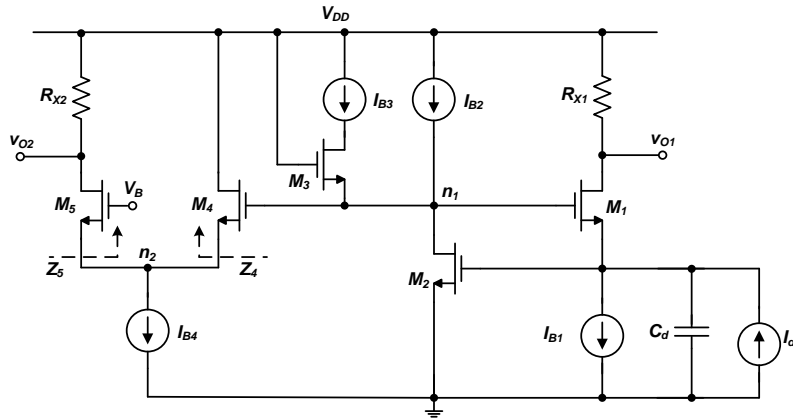 V_DD
R_X2
I_B3
I_B2
R_X1
v_O2
v_O1
M_5
V_B
M_4
M_3
n_1
M_1
Z_5
n_2
Z_4
M_2
I_B4
I_B1
C_d
I_d